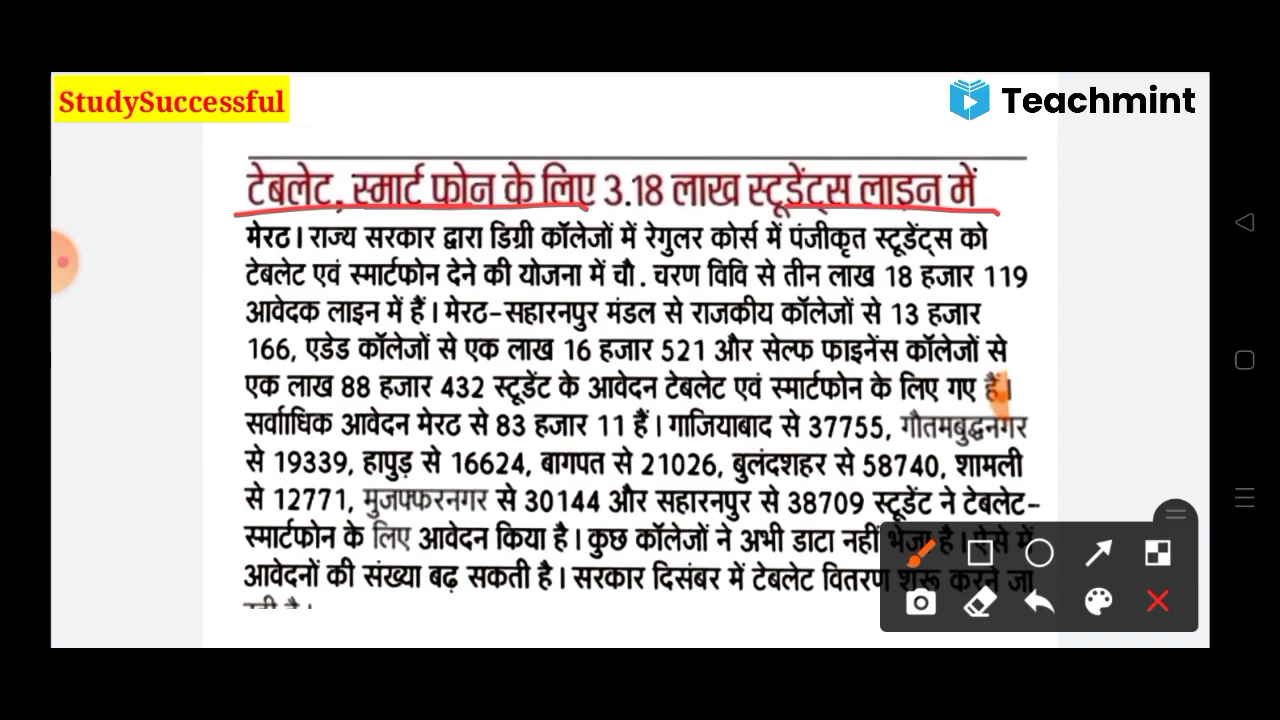 StudySuccessful
Teachmint
टेबलेट, स्मार्ट फोन के लिए 3.18 लाख स्टूडेंट्स लाइन में
मेरठ। राज्य सरकार द्वारा डिग्री कॉलेजों में रेगुलर कोर्स में पंजीकृत स्टूडेंट्स को
टेबलेट एवं स्मार्टफोन देने की योजना में चौ. चरण विवि से तीन लाख 18 हजार 119
आवेदक लाइन में हैं। मेरठ-सहारनपुर मंडल से राजकीय कॉलेजों से 13 हजार
166, एडेड कॉलेजों से एक लाख 16 हजार 521 और सेल्फ फाइनेंस कॉलेजों से
एक लाख 88 हजार 432 स्टूडेंट के आवेदन टेबलेट एवं स्मार्टफोन के लिए गए हैं।
सर्वााधिक आवेदन मेरठ से 83 हजार 11 हैं। गाजियाबाद से 37755, गौतमबुद्धनगर
से 19339, हापुड़ से 16624, बागपत से 21026, बुलंदशहर से 58740, शामली
से 12771, मुजफ्फरनगर से 30144 और सहारनपुर से 38709 स्टूडेंट ने टेबलेट-
स्मार्टफोन के लिए आवेदन किया है। कुछ कॉलेजों ने अभी डाटा नहीं भेजा है। ऐसे में
आवेदनों की संख्या बढ़ सकती है। सरकार दिसंबर में टेबलेट वितरण शुरू करने जा